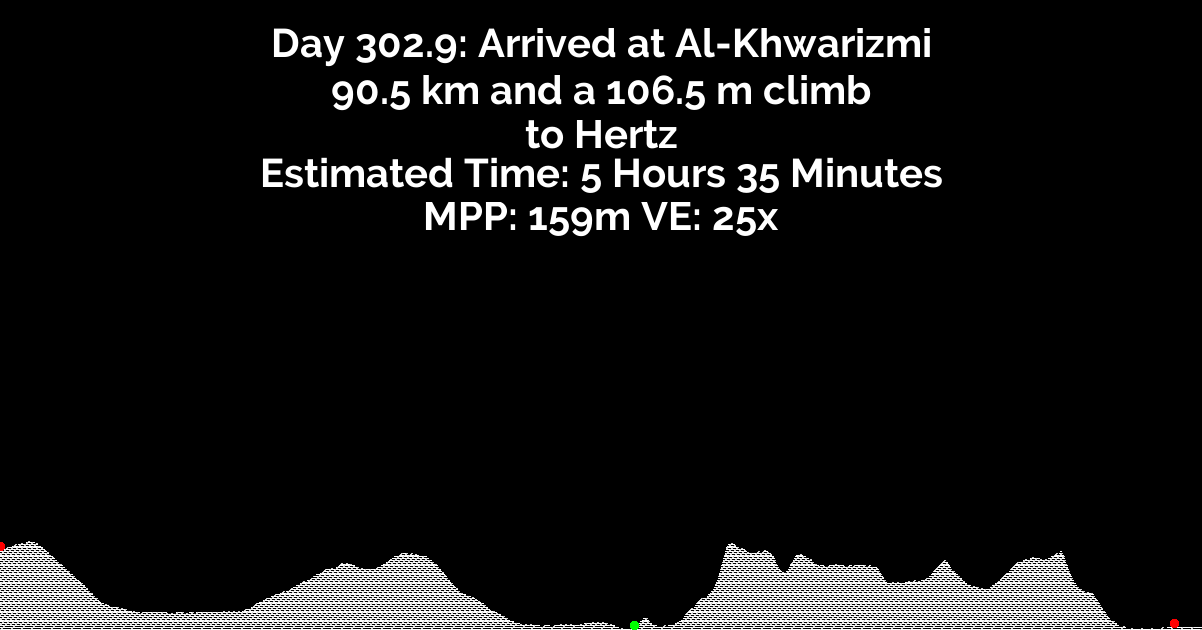 Day 302.9: Arrived at Al-Khwarizmi
90.5 km and a 106.5 m climb
to Hertz
Estimated Time: 5 Hours 35 Minutes
MPP: 159m VE: 25x